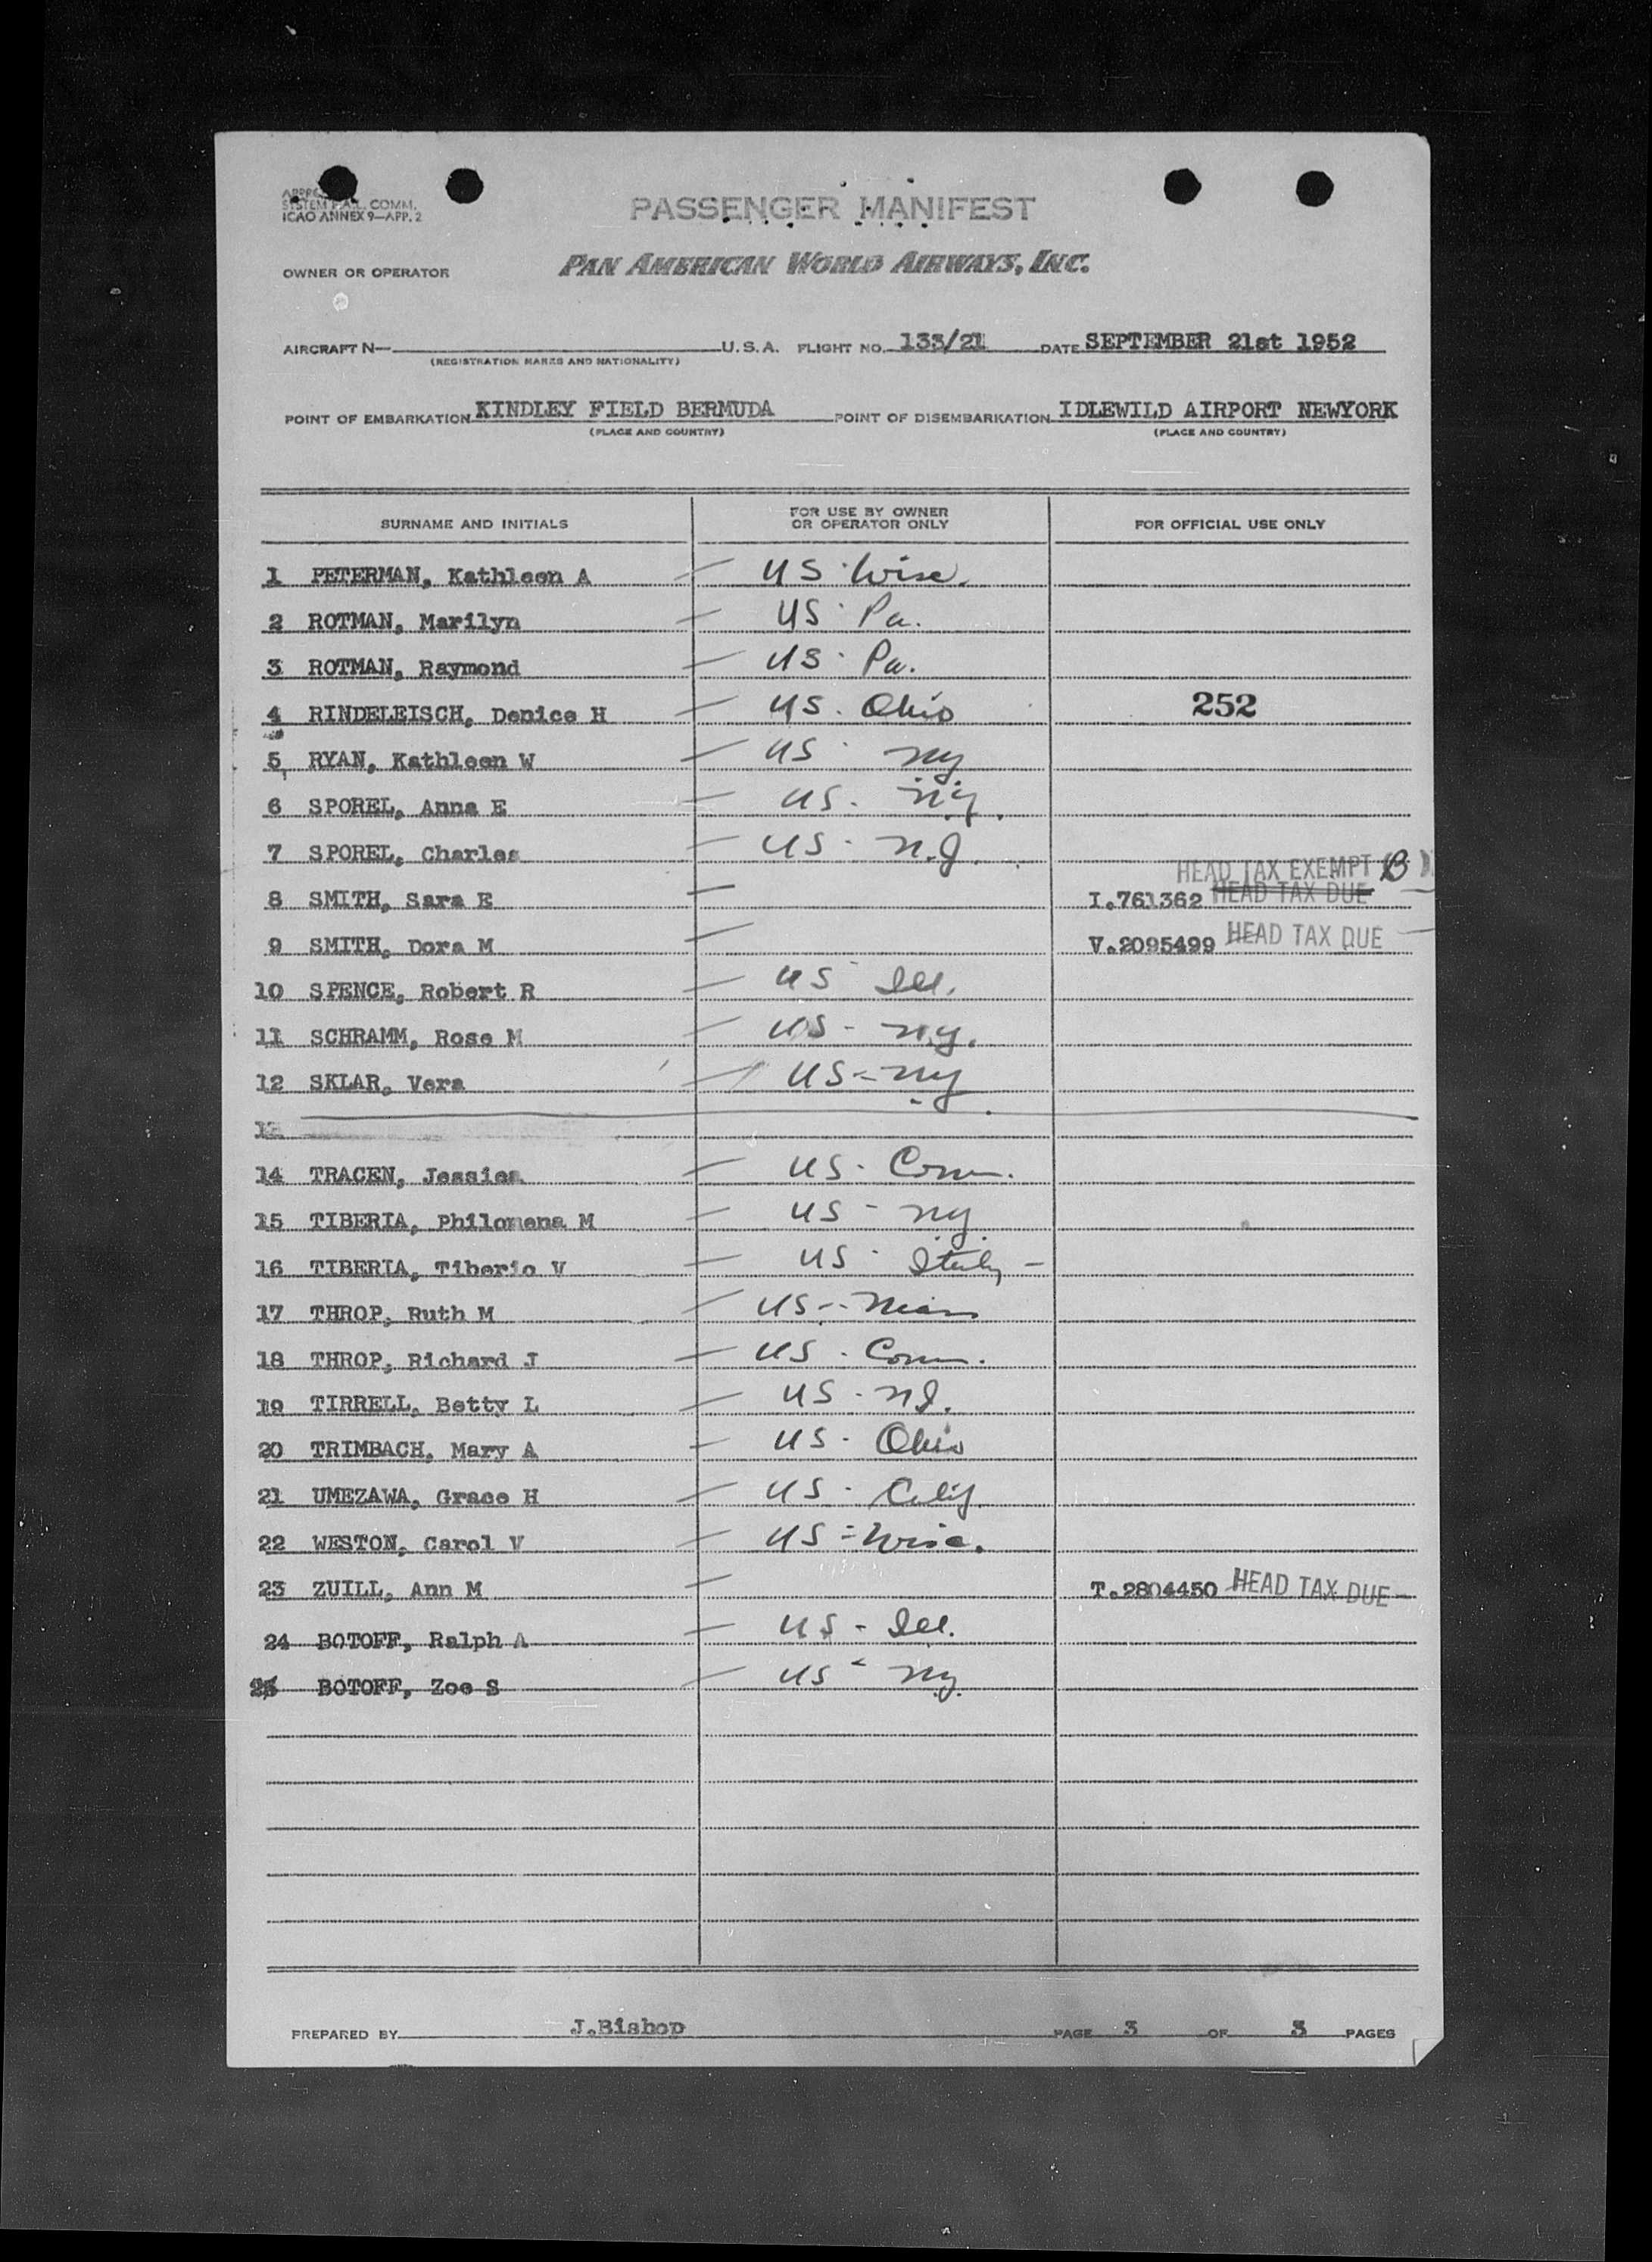 SYSTEM P.A.L. COMM.
ICAO ANNEX 9—APP. 2
PASSENGER MANIFEST
OWNER OR OPERATOR PAN AMERICAN WORLD AIRWAYS, INC.
AIRCRAFT N— U.S.A. FLIGHT NO. 133/21 DATE SEPTEMBER 21st 1952
(REGISTRATION MARKS AND NATIONALITY)
POINT OF EMBARKATION KINDLEY FIELD BERMUDA POINT OF DISEMBARKATION IDLEWILD AIRPORT NEWYORK
(PLACE AND COUNTRY) (PLACE AND COUNTRY)
SURNAME AND INITIALS FOR USE BY OWNER OR OPERATOR ONLY FOR OFFICIAL USE ONLY
1 PETERMAN, Kathleen A — US · Wisc.
2 ROTMAN, Marilyn — US · Pa.
3 ROTMAN, Raymond — US · Pa.
4 RINDELEISCH, Denice H — US. Ohio 252
5 RYAN, Kathleen W — US · NY
6 SPOREL, Anna E — US. N.Y.
7 SPOREL, Charles — US · N.J.
HEAD TAX EXEMPT B
8 SMITH, Sara E — I.761362 HEAD TAX DUE
9 SMITH, Dora M — V.2095499 HEAD TAX DUE —
10 SPENCE, Robert R — US Ill.
11 SCHRAMM, Rose M — US - N.Y.
12 SKLAR, Vera — US - NY
13
14 TRACEN, Jessica — US · Conn.
15 TIBERIA, Philomena M — US - NY.
16 TIBERIA, Tiberio V — US · Italy —
17 THROP, Ruth M — US - Mass
18 THROP, Richard J — US · Conn.
19 TIRRELL, Betty L — US · NJ.
20 TRIMBACH, Mary A — US · Ohio
21 UMEZAWA, Grace H — US · Calif
22 WESTON, Carol V — US = Wisc.
23 ZUILL, Ann M — T.2804450 HEAD TAX DUE —
24 BOTOFF, Ralph A — US - Ill.
25 BOTOFF, Zoe S — US - NY.
PREPARED BY J.Bishop PAGE 3 OF 3 PAGES